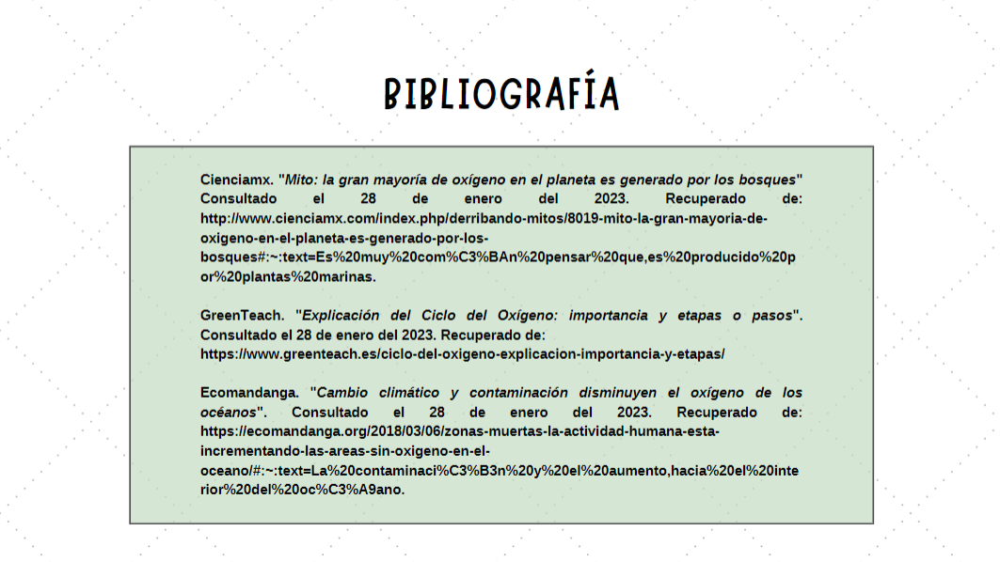 BIBLIOGRAFÍA
Cienciamx. "Mito: la gran mayoría de oxígeno en el planeta es generado por los bosques"
Consultado el 28 de enero del 2023. Recuperado de:
http://www.cienciamx.com/index.php/derribando-mitos/8019-mito-la-gran-mayoria-de-
oxigeno-en-el-planeta-es-generado-por-los-
bosques#:~:text=Es%20muy%20com%C3%BAn%20pensar%20que,es%20producido%20p
or%20plantas%20marinas.
GreenTeach. "Explicación del Ciclo del Oxígeno: importancia y etapas o pasos".
Consultado el 28 de enero del 2023. Recuperado de:
https://www.greenteach.es/ciclo-del-oxigeno-explicacion-importancia-y-etapas/
Ecomandanga. "Cambio climático y contaminación disminuyen el oxígeno de los
océanos". Consultado el 28 de enero del 2023. Recuperado de:
https://ecomandanga.org/2018/03/06/zonas-muertas-la-actividad-humana-esta-
incrementando-las-areas-sin-oxigeno-en-el-
oceano/#:~:text=La%20contaminaci%C3%B3n%20y%20el%20aumento,hacia%20el%20inte
rior%20del%20oc%C3%A9ano.